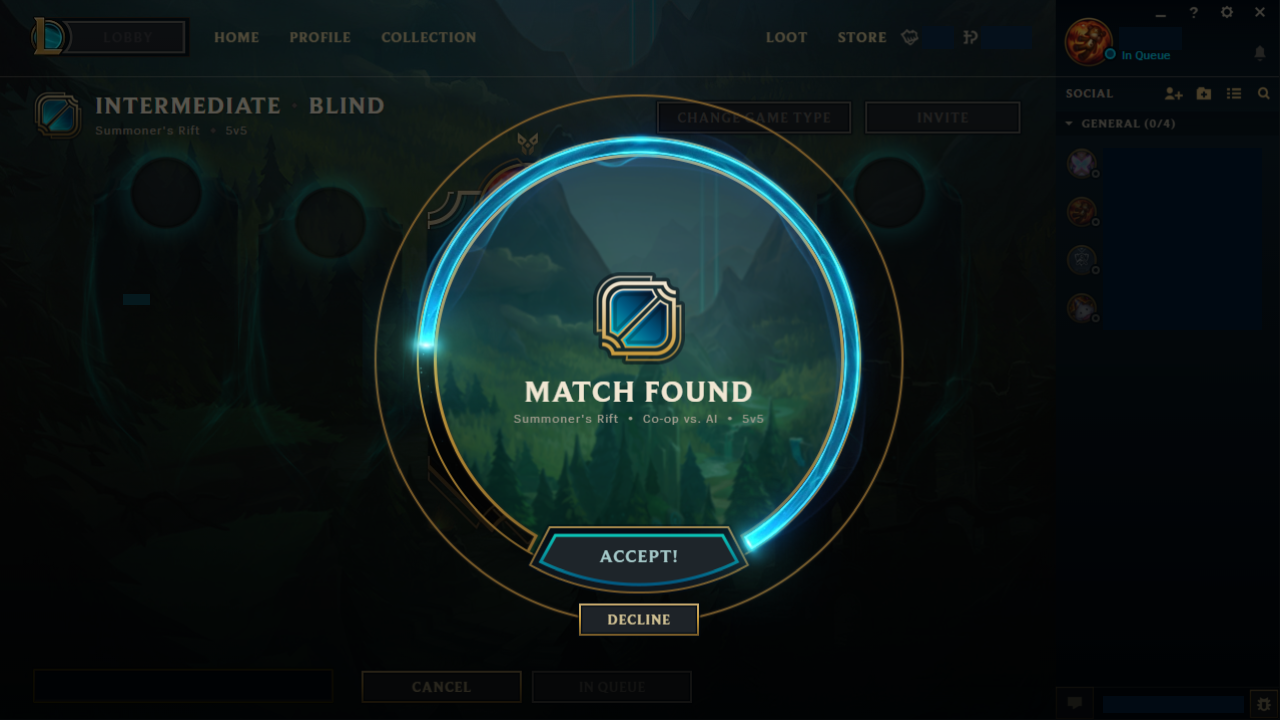 LOBBY
HOME
PROFILE
COLLECTION
LOOT
STORE
?
In Queue
INTERMEDIATE · BLIND
Summoner's Rift • 5v5
CHANGE GAME TYPE
INVITE
SOCIAL
GENERAL (0/4)
MATCH FOUND
Summoner's Rift • Co-op vs. AI • 5v5
ACCEPT!
DECLINE
CANCEL
IN QUEUE